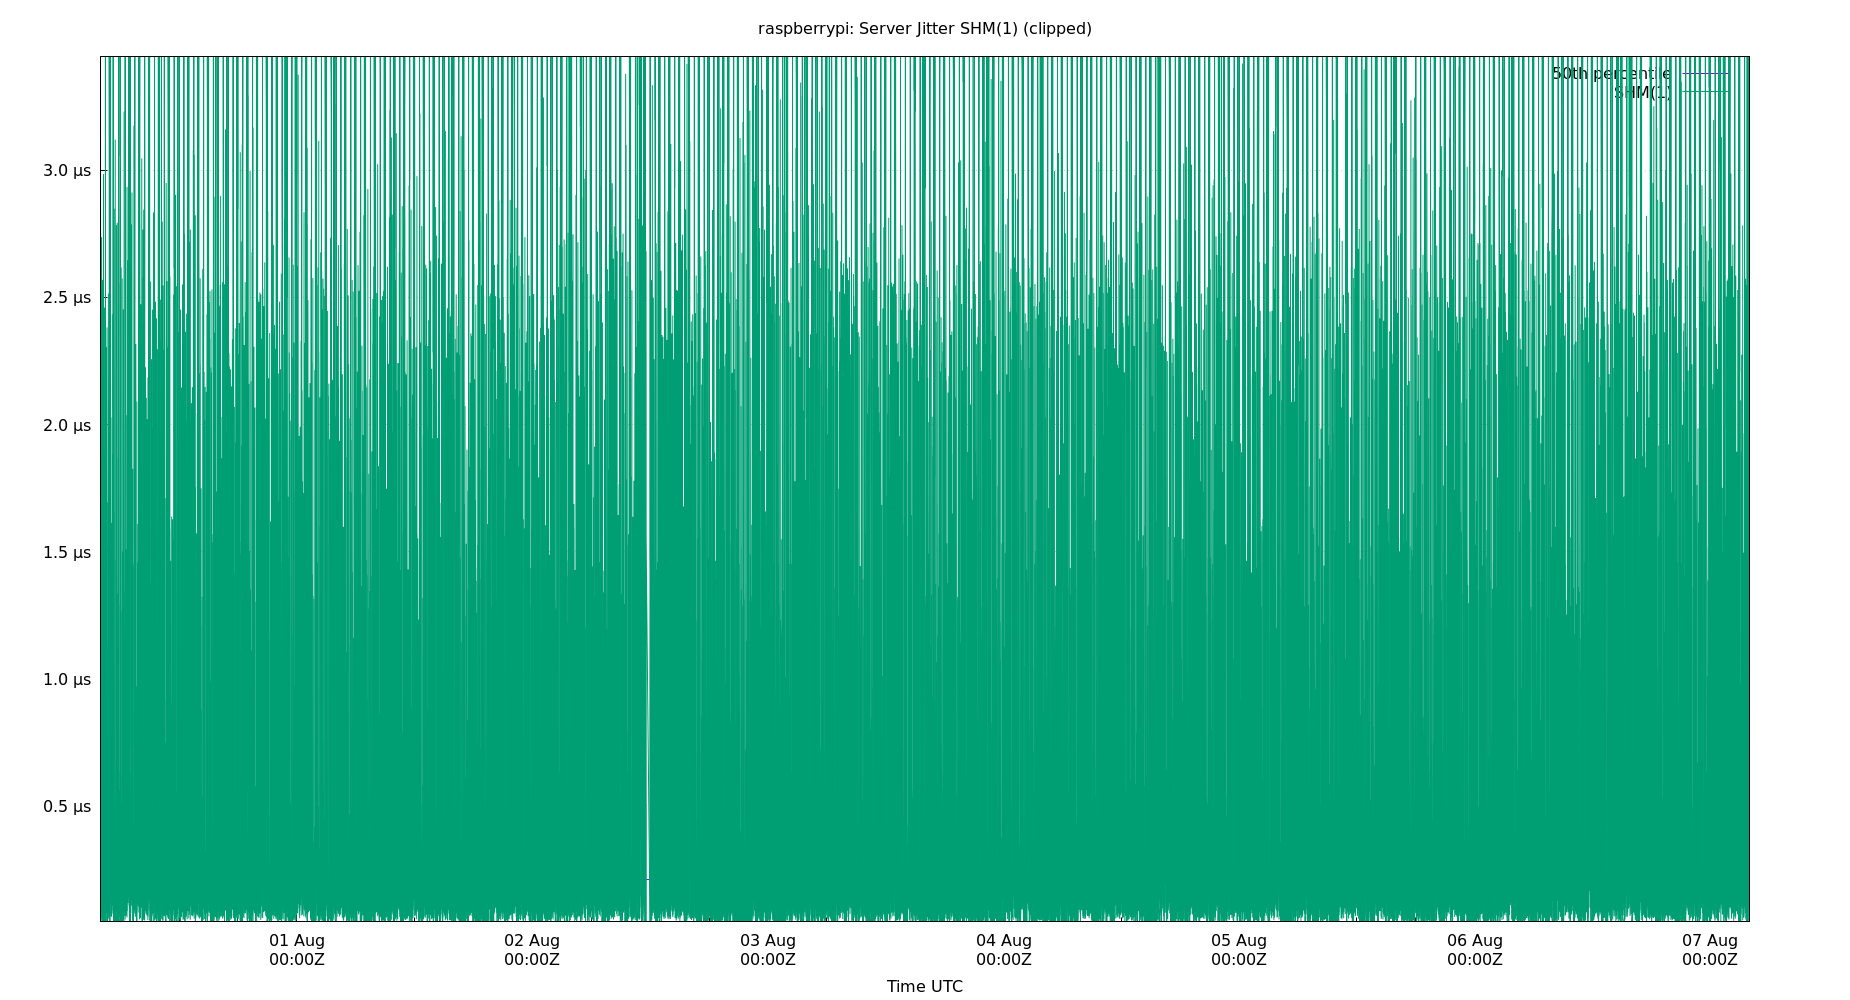 raspberrypi: Server Jitter SHM(1) (clipped)
50th percentile
SHM(1)
3.0 µs
2.5 µs
2.0 µs
1.5 µs
1.0 µs
0.5 µs
01 Aug 02 Aug 03 Aug 04 Aug 05 Aug 06 Aug 07 Aug
00:00Z 00:00Z 00:00Z 00:00Z 00:00Z 00:00Z 00:00Z
Time UTC